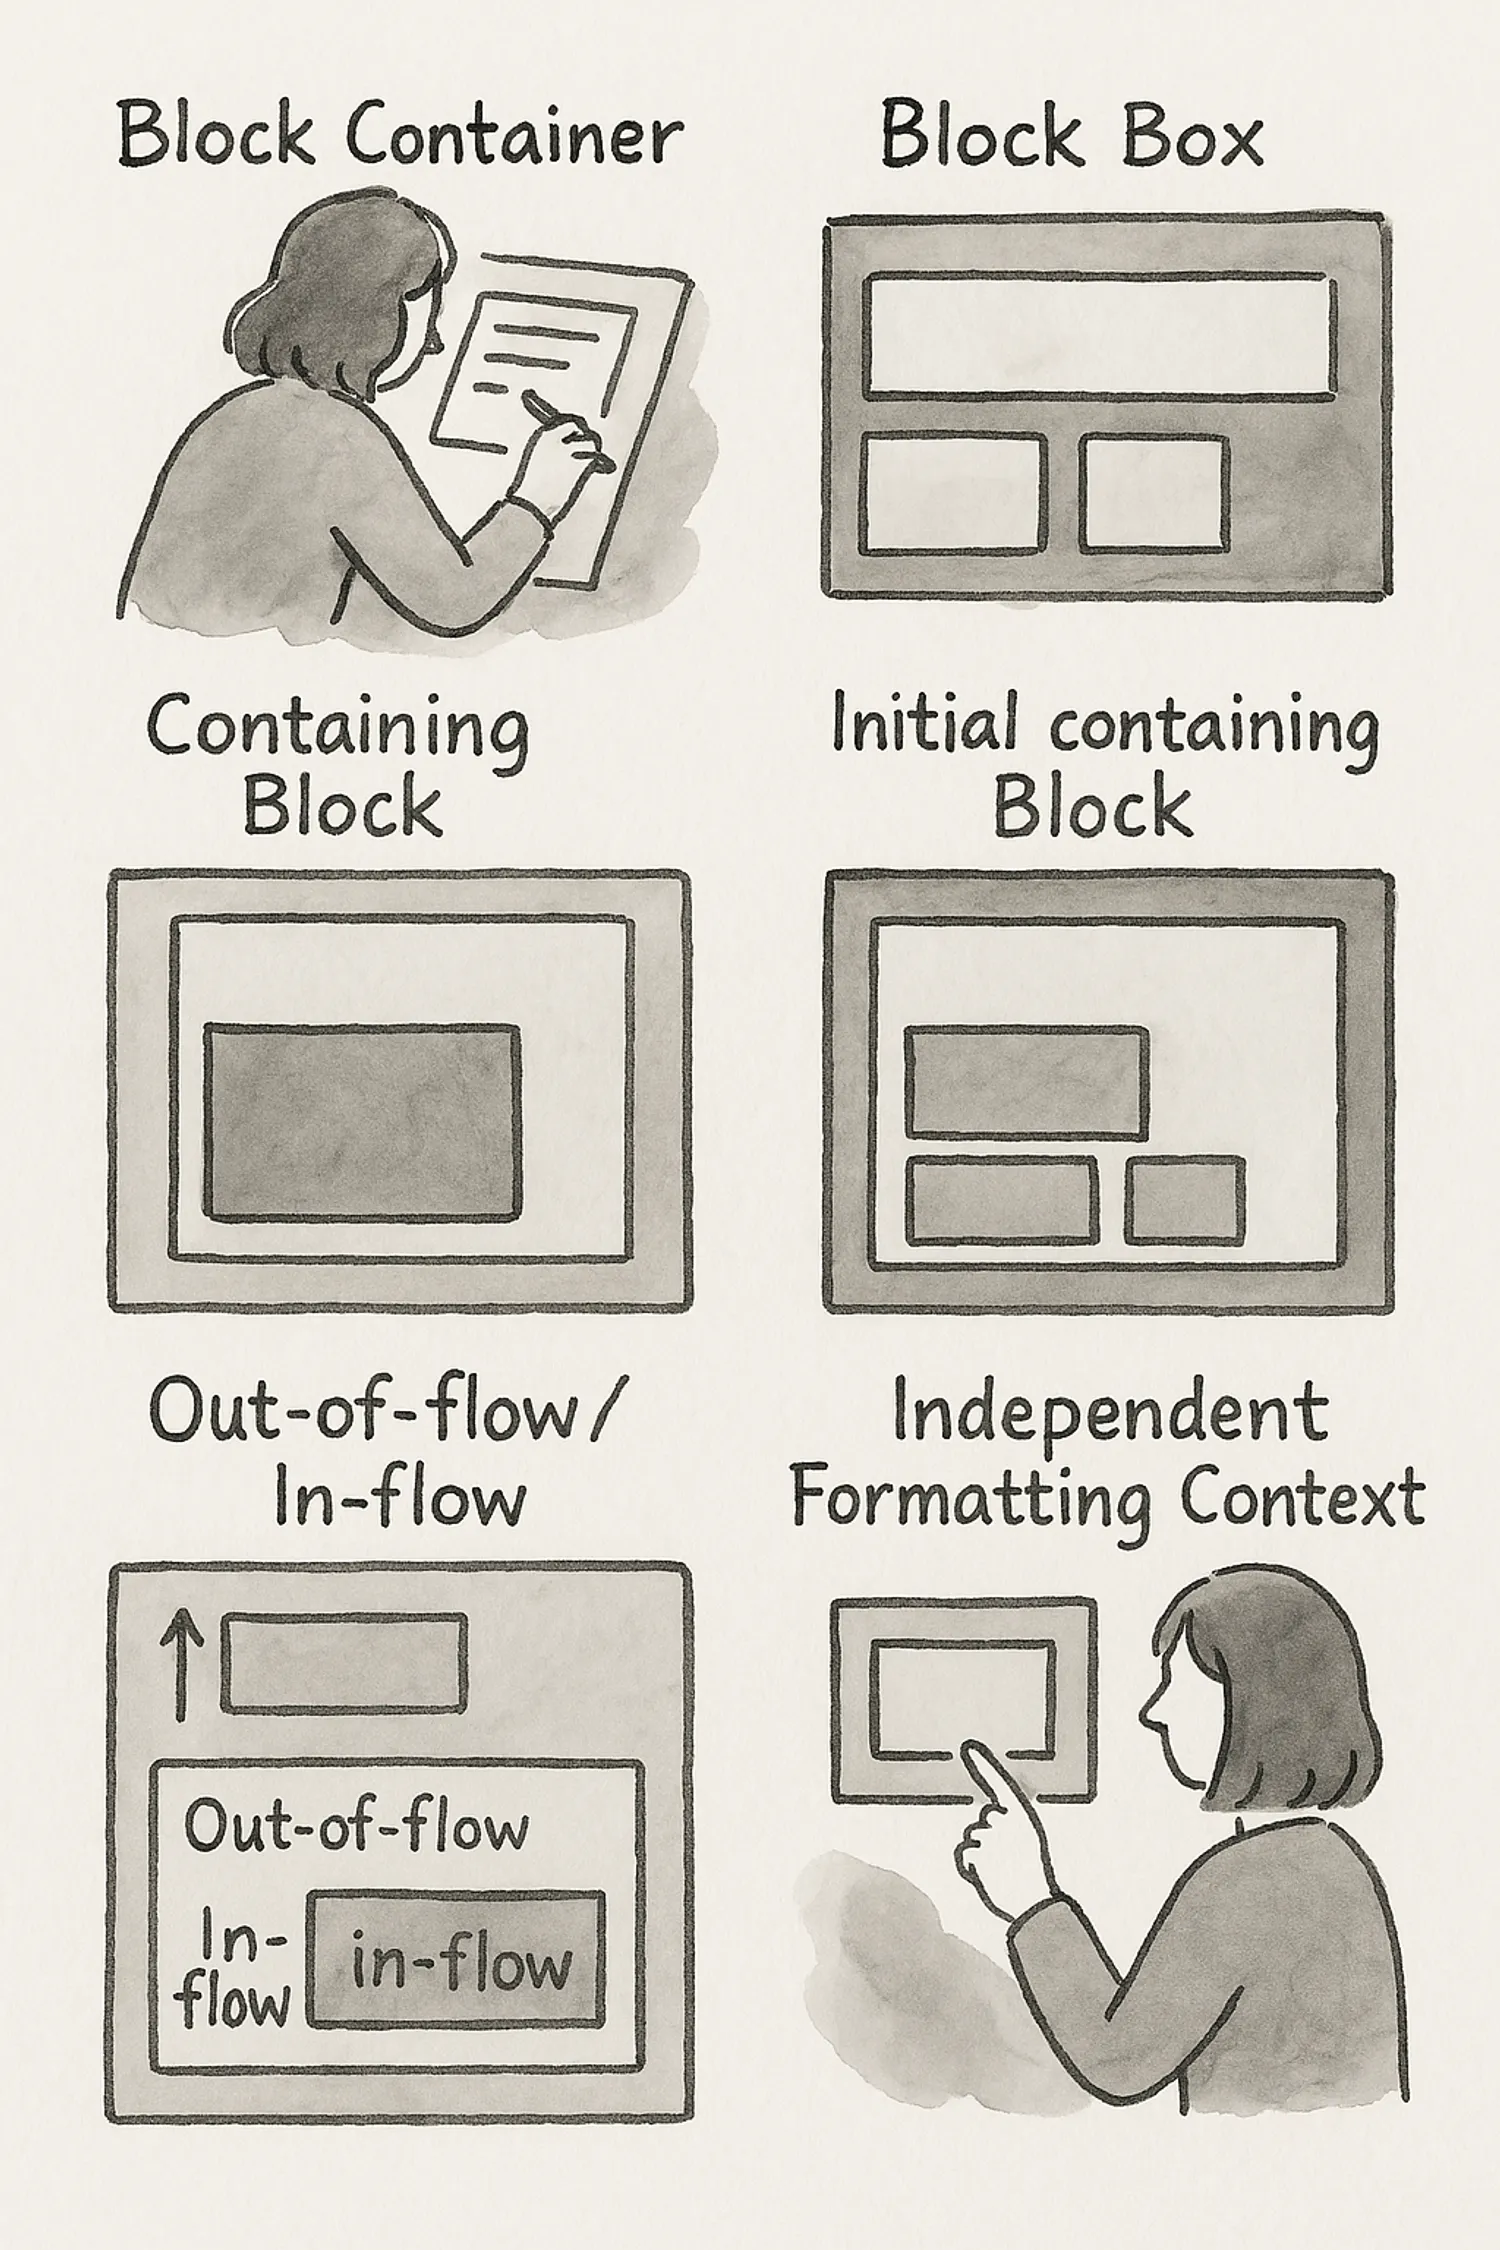 Block Container
Block Box
Containing
Block
Initial containing
Block
Out-of-flow/
In-flow
Out-of-flow
In-
flow
in-flow
Independent
Formatting Context